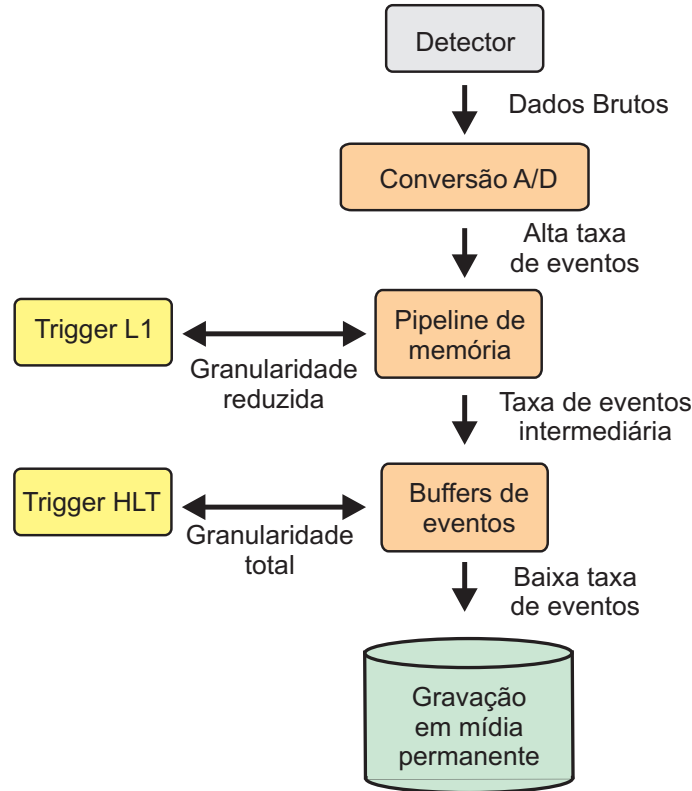 Detector
Dados Brutos
Conversão A/D
Alta taxa
de eventos
Trigger L1
Pipeline de
memória
Granularidade
reduzida
Taxa de eventos
intermediária
Trigger HLT
Buffers de
eventos
Granularidade
total
Baixa taxa
de eventos
Gravação
em mídia
permanente